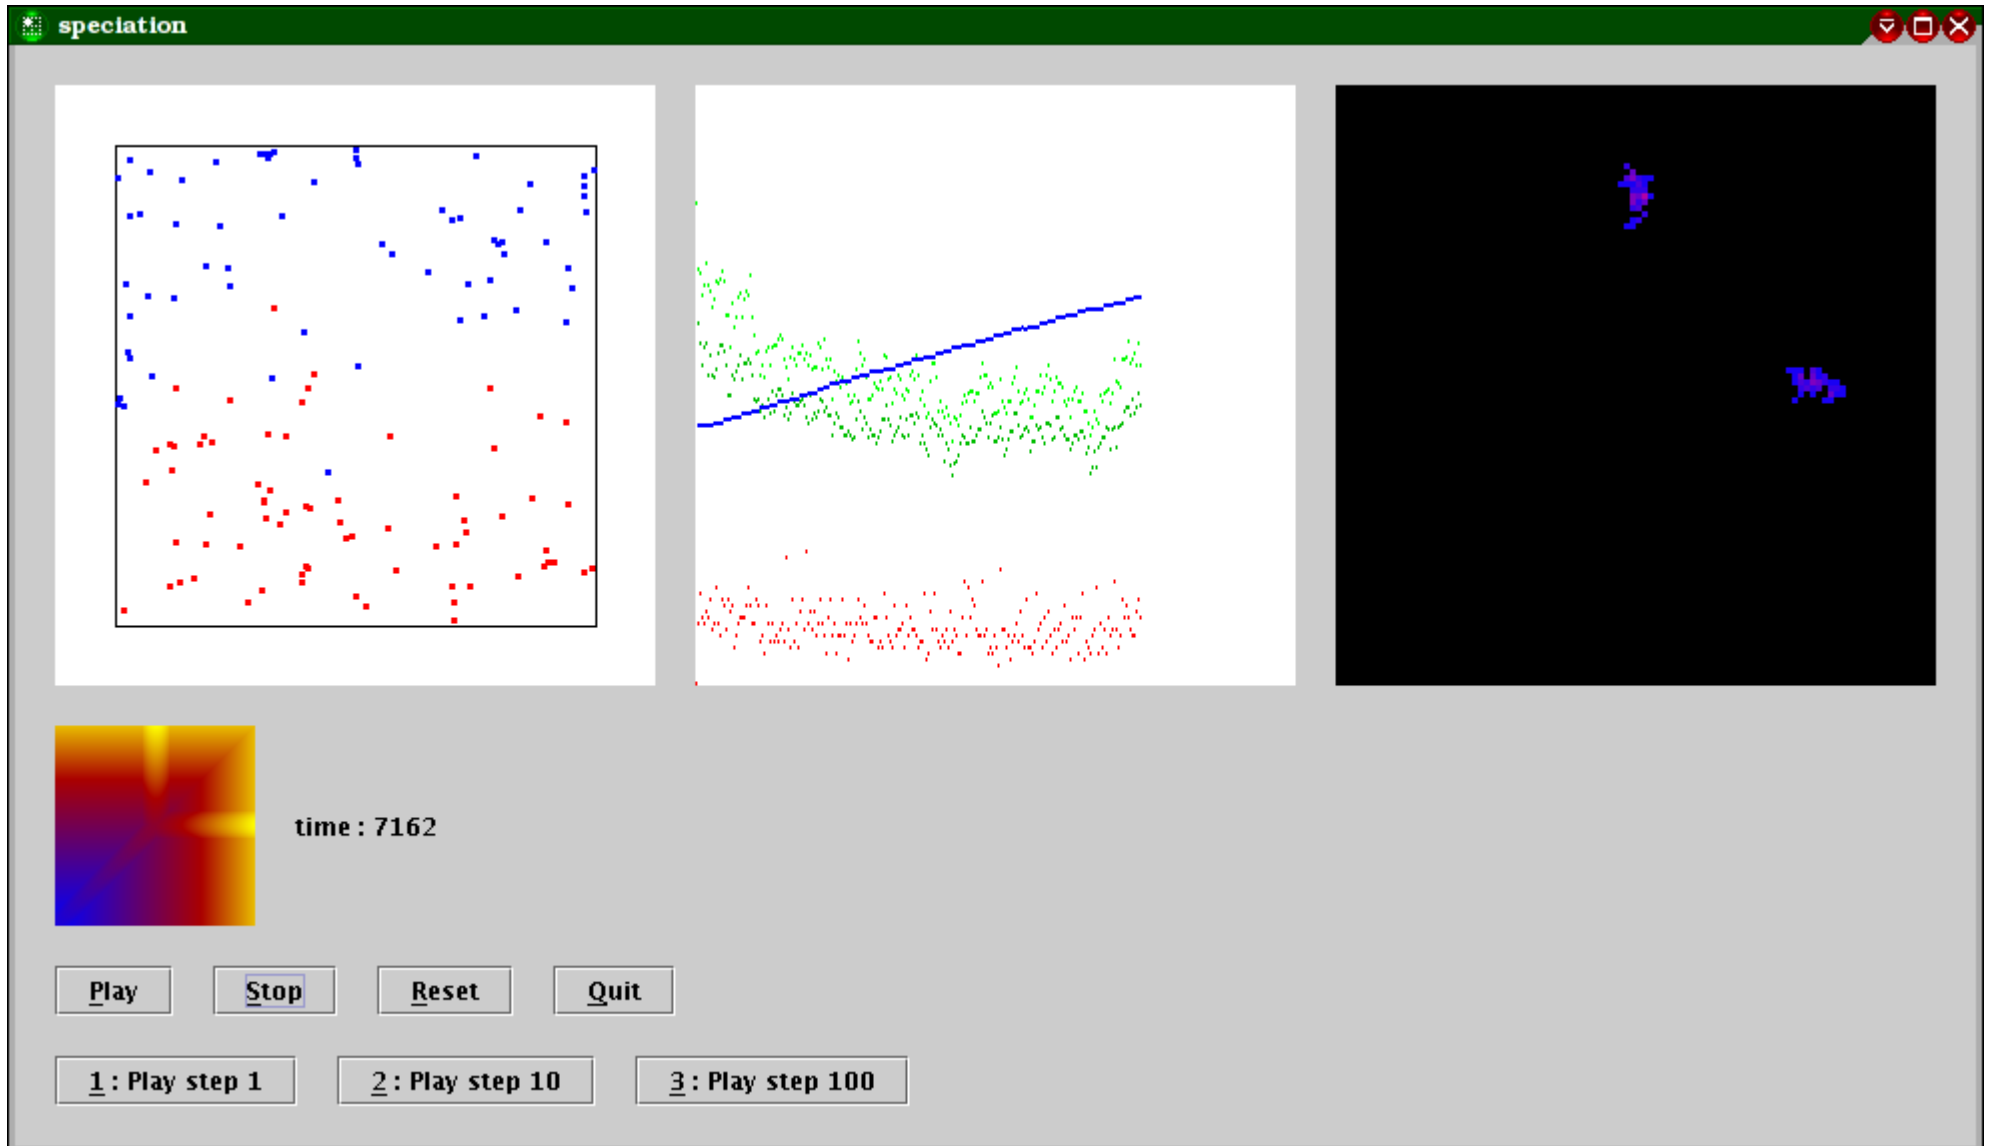 speciation
time : 7162
Play Stop Reset Quit
1 : Play step 1 2 : Play step 10 3 : Play step 100